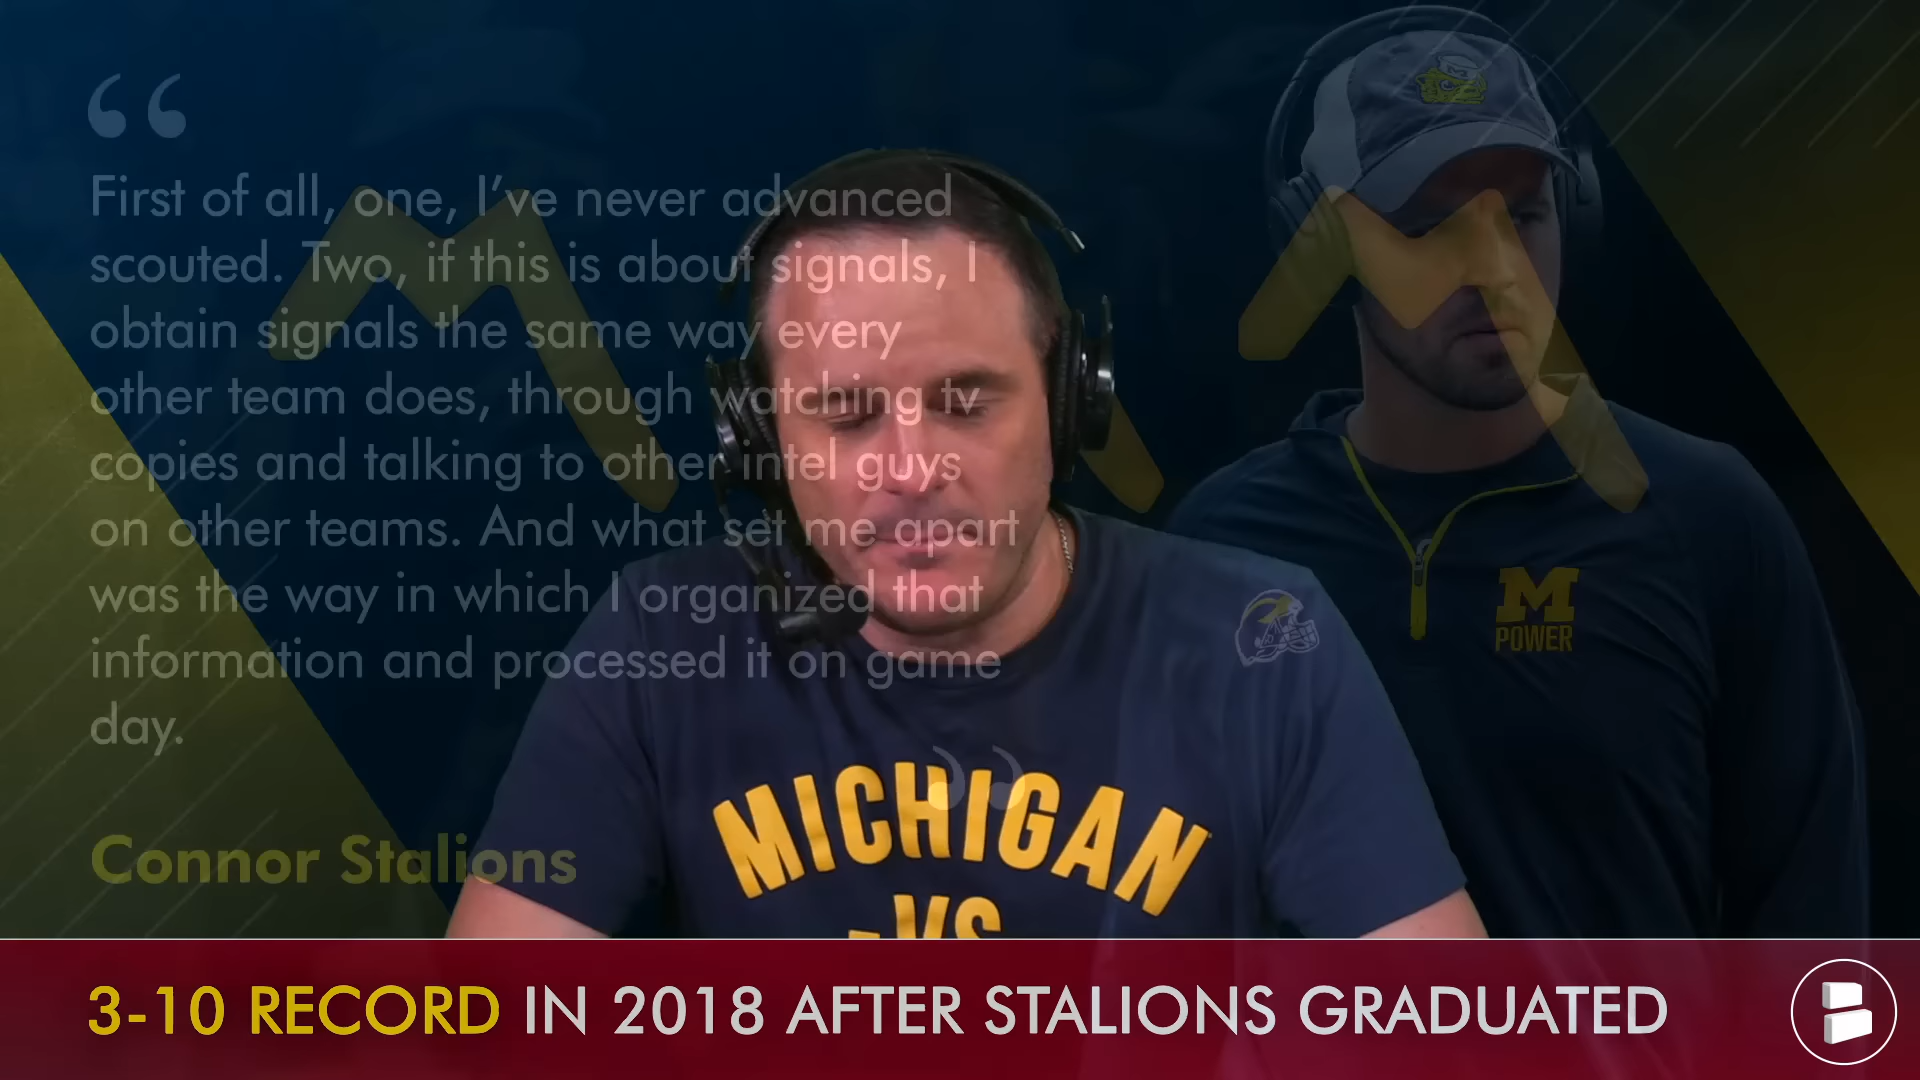 “
First of all, one, I’ve never advanced
scouted. Two, if this is about signals, I
obtain signals the same way every
other team does, through watching tv
copies and talking to other intel guys
on other teams. And what set me apart
was the way in which I organized that
information and processed it on game
day.
”
Connor Stalions
M
POWER
MICHIGAN
-VS
3-10 RECORD IN 2018 AFTER STALIONS GRADUATED